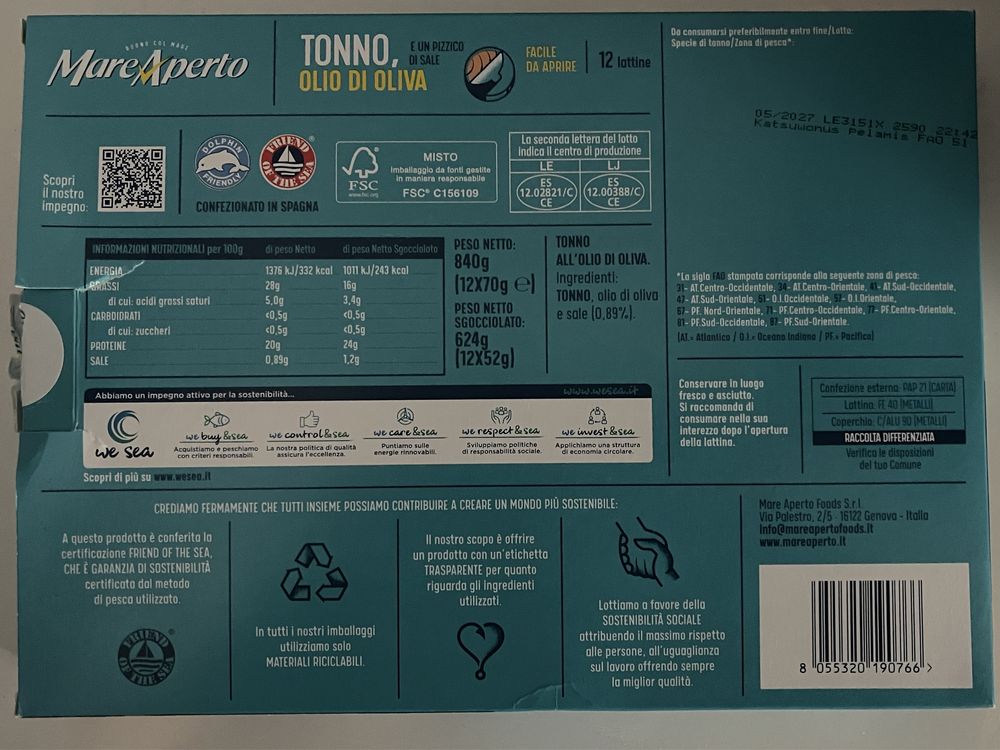 BUONO COL MARE
MareAperto
TONNO,
OLIO DI OLIVA
E UN PIZZICO
DI SALE
FACILE
DA APRIRE
12 lattine
Da consumarsi preferibilmente entro fine/Lotto:
Specie di tonno/Zona di pesca*:
05/2027 LE3151X 2590 22:42
Katsuwonus Pelamis FAO 51
Scopri
il nostro
impegno:
DOLPHIN
FRIENDLY
FRIEND
OF THE SEA
CONFEZIONATO IN SPAGNA
FSC
www.fsc.org
MISTO
Imballaggio da fonti gestite
in maniera responsabile
FSC® C156109
La seconda lettera del lotto
indica il centro di produzione
LE LJ
ES ES
12.02821/C 12.00388/C
CE CE
INFORMAZIONI NUTRIZIONALI per 100g di peso Netto di peso Netto Sgocciolato
ENERGIA 1376 kJ/332 kcal 1011 kJ/243 kcal
GRASSI 28g 16g
di cui: acidi grassi saturi 5,0g 3,4g
CARBOIDRATI <0,5g <0,5g
di cui: zuccheri <0,5g <0,5g
PROTEINE 20g 24g
SALE 0,89g 1,2g
PESO NETTO:
840g
(12X70g ℮)
PESO NETTO
SGOCCIOLATO:
624g
(12X52g)
TONNO
ALL'OLIO DI OLIVA.
Ingredienti:
TONNO, olio di oliva
e sale (0,89%).
*La sigla FAO stampata corrisponde alla seguente zona di pesca:
31- AT.Centro-Occidentale, 34- AT.Centro-Orientale, 41- AT.Sud-Occidentale,
47- AT.Sud-Orientale, 51- O.I.Occidentale, 57- O.I.Orientale,
67- PF. Nord-Orientale, 71- PF.Centro-Occidentale, 77- PF.Centro-Orientale,
81- PF.Sud-Occidentale, 87- PF.Sud-Orientale.
(AT.= Atlantico / O.I.= Oceano Indiano / PF.= Pacifico)
Abbiamo un impegno attivo per la sostenibilità...
www.wesea.it
we sea
we buy&sea
Acquistiamo e peschiamo
con criteri responsabili.
we control&sea
La nostra politica di qualità
assicura l'eccellenza.
we care&sea
Puntiamo sulle
energie rinnovabili.
we respect&sea
Sviluppiamo politiche
di responsabilità sociale.
we invest&sea
Applichiamo una struttura
di economia circolare.
Scopri di più su www.wesea.it
Conservare in luogo
fresco e asciutto.
Si raccomanda di
consumare nella sua
interezza dopo l'apertura
della lattina.
Confezione esterna: PAP 21 (CARTA)
Lattina: FE 40 (METALLI)
Coperchio: C/ALU 90 (METALLI)
RACCOLTA DIFFERENZIATA
Verifica le disposizioni
del tuo Comune
CREDIAMO FERMAMENTE CHE TUTTI INSIEME POSSIAMO CONTRIBUIRE A CREARE UN MONDO PIÙ SOSTENIBILE:
A questo prodotto è conferita la
certificazione FRIEND OF THE SEA,
CHE È GARANZIA DI SOSTENIBILITÀ
certificata dal metodo
di pesca utilizzato.
FRIEND
OF THE SEA
In tutti i nostri imballaggi
utilizziamo solo
MATERIALI RICICLABILI.
Il nostro scopo è offrire
un prodotto con un'etichetta
TRASPARENTE per quanto
riguarda gli ingredienti
utilizzati.
Lottiamo a favore della
SOSTENIBILITÀ SOCIALE
attribuendo il massimo rispetto
alle persone, all'uguaglianza
sul lavoro offrendo sempre
la miglior qualità.
Mare Aperto Foods S.r.l.
Via Palestro, 2/5 - 16122 Genova - Italia
info@mareapertofoods.it
www.mareaperto.it
8 055320 190766 >